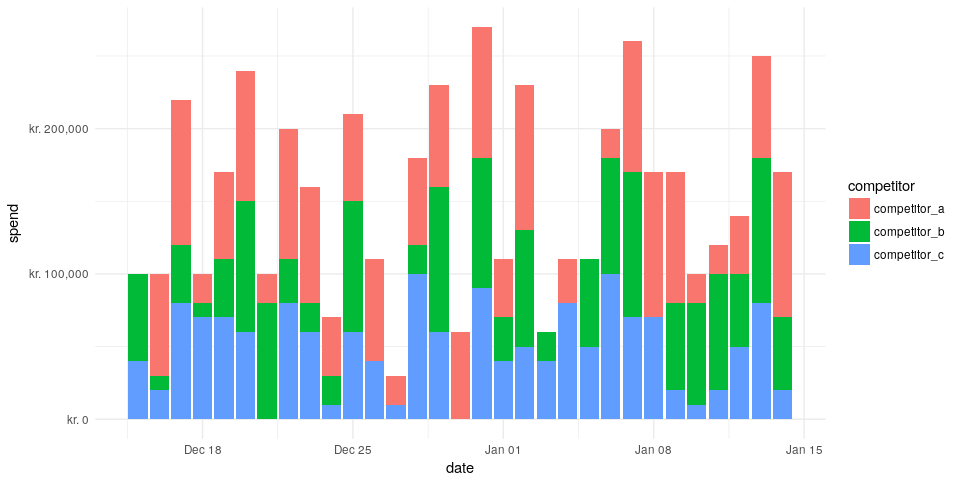 spend
kr. 200,000
kr. 100,000
kr. 0
Dec 18
Dec 25
Jan 01
Jan 08
Jan 15
date
competitor
competitor_a
competitor_b
competitor_c